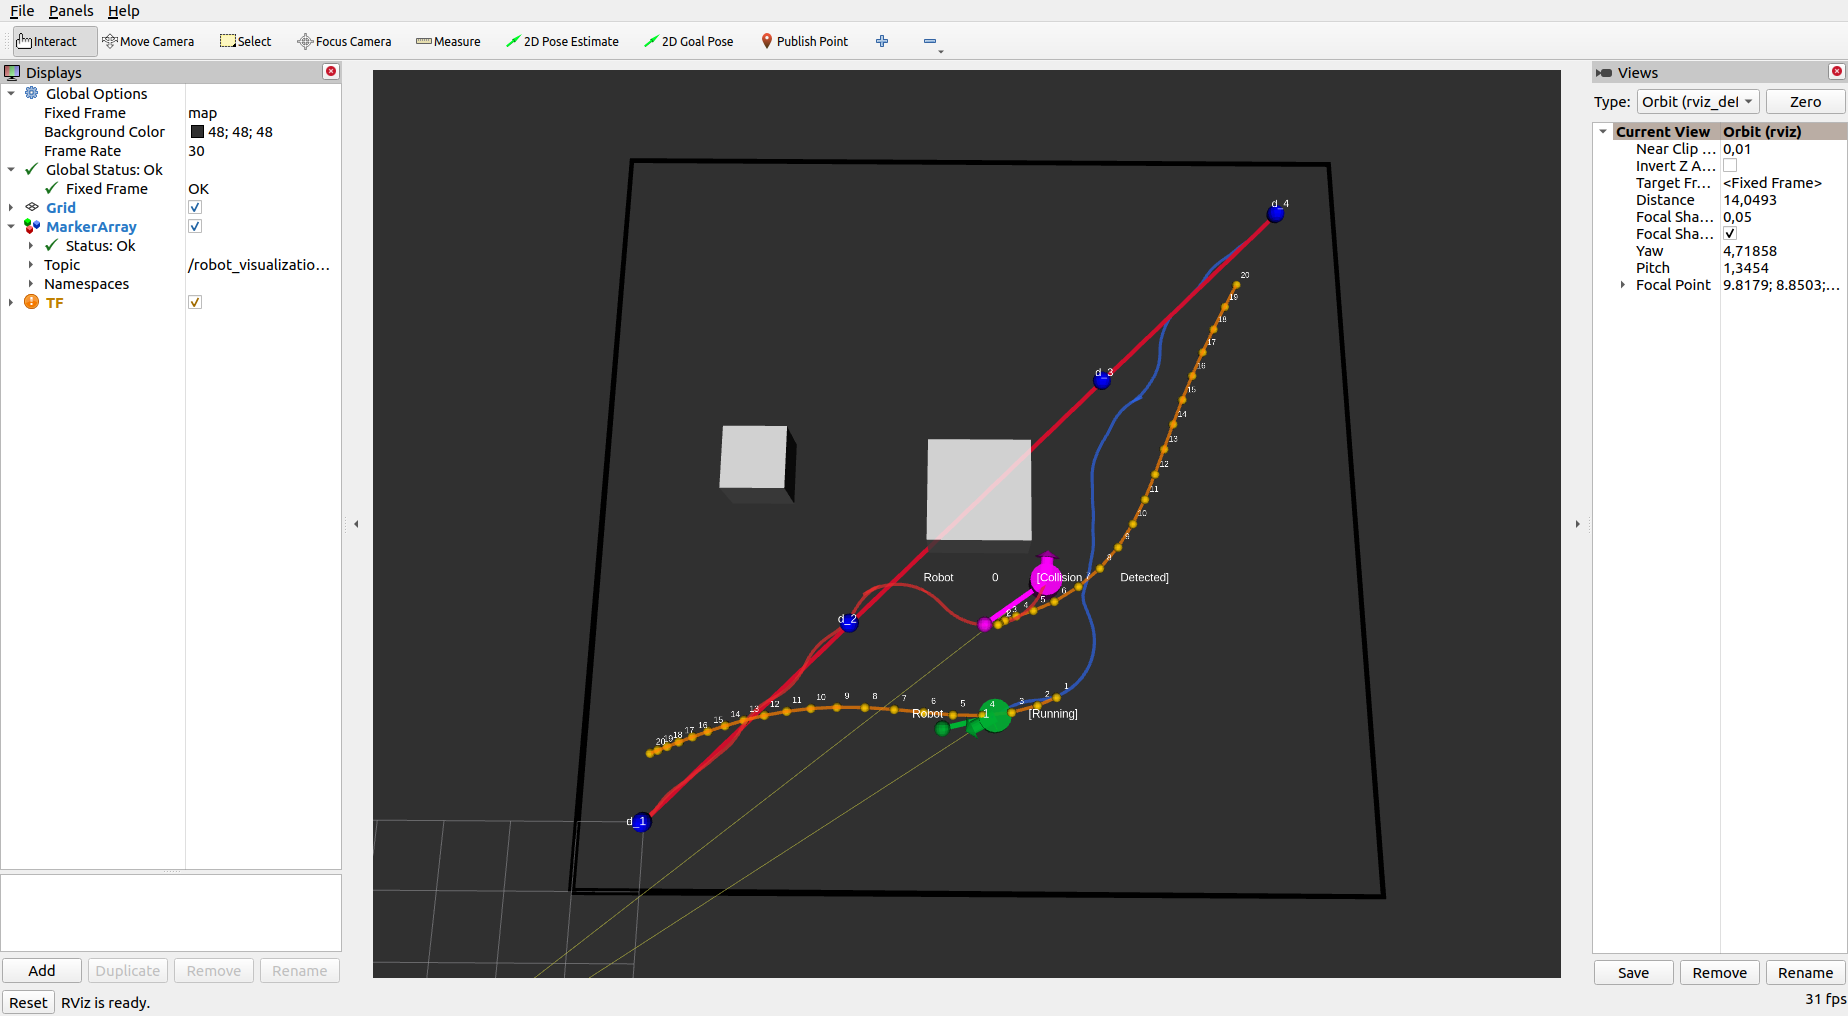 File Panels Help
Interact Move Camera Select Focus Camera Measure 2D Pose Estimate 2D Goal Pose Publish Point
Displays
Global Options
Fixed Frame map
Background Color 48; 48; 48
Frame Rate 30
Global Status: Ok
Fixed Frame OK
Grid
MarkerArray
Status: Ok
Topic /robot_visualizatio...
Namespaces
TF
Add Duplicate Remove Rename
Reset RViz is ready.
d_4
20
19
18
17
16
d_3
15
14
13
12
11
10
9
8
Robot 0 [Collision 7 Detected]
6
5
4
3
2
d_2
1
2
3
4
5
6
7
8
9
10
11
12
13
14
15
16
17
18
19
20
Robot 1 [Running]
d_1
Views
Type: Orbit (rviz_def Zero
Current View Orbit (rviz)
Near Clip ... 0,01
Invert Z A...
Target Fr... <Fixed Frame>
Distance 14,0493
Focal Sha... 0,05
Focal Sha...
Yaw 4,71858
Pitch 1,3454
Focal Point 9.8179; 8.8503;...
Save Remove Rename
31 fps